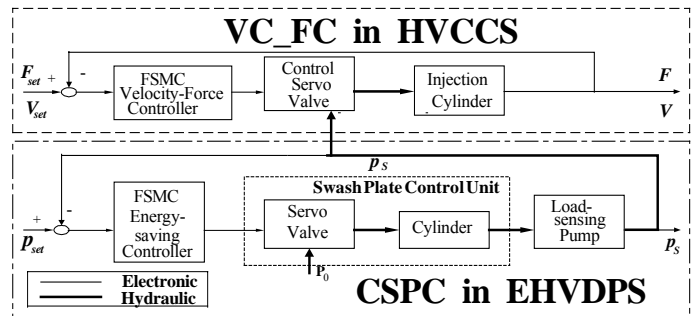 VC_FC in HVCCS
F_set + -
V_set
FSMC
Velocity-Force
Controller
Control
Servo
Valve
Injection
Cylinder
F
V
p_S
Swash Plate Control Unit
p_set + -
FSMC
Energy-
saving
Controller
Servo
Valve
Cylinder
Load-
sensing
Pump
p_S
P_0
Electronic
Hydraulic
CSPC in EHVDPS